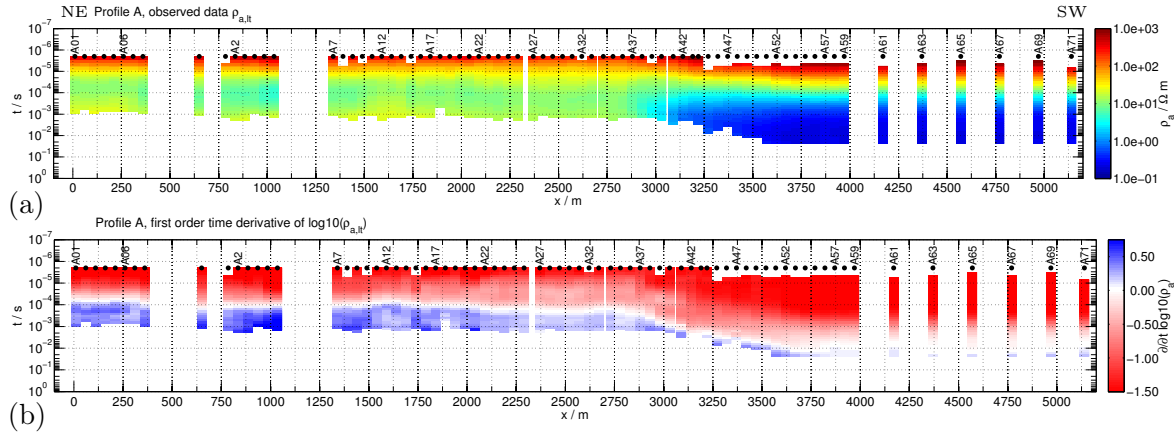 NE Profile A, observed data ρa,lt SW
A01 A06 A2 A7 A12 A17 A22 A27 A32 A37 A42 A47 A52 A57 A59 A61 A63 A65 A67 A69 A71
10⁻⁷ 1.0e+03
10⁻⁶
10⁻⁵ 1.0e+02
10⁻⁴
t / s 10⁻³ 1.0e+01 ρa / Ω m
10⁻² 1.0e+00
10⁻¹
10⁰ 1.0e−01
0 250 500 750 1000 1250 1500 1750 2000 2250 2500 2750 3000 3250 3500 3750 4000 4250 4500 4750 5000
x / m
(a)
Profile A, first order time derivative of log10(ρa,lt)
A01 A06 A2 A7 A12 A17 A22 A27 A32 A37 A42 A47 A52 A57 A59 A61 A63 A65 A67 A69 A71
10⁻⁷
10⁻⁶ 0.50
10⁻⁵
10⁻⁴ 0.00
t / s 10⁻³ −0.50 ∂/∂t log10(ρa)
10⁻² −1.00
10⁻¹
10⁰ −1.50
0 250 500 750 1000 1250 1500 1750 2000 2250 2500 2750 3000 3250 3500 3750 4000 4250 4500 4750 5000
x / m
(b)